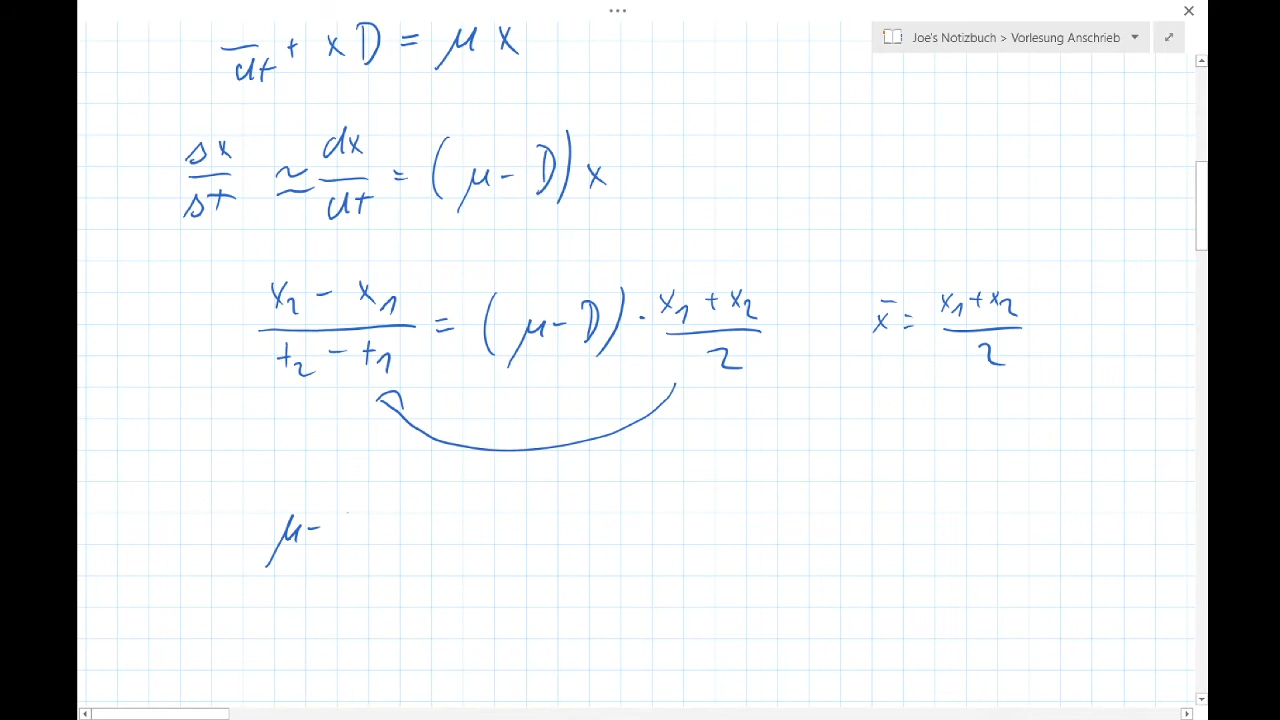 Joe's Notizbuch > Vorlesung Anschrieb
/dt + x D = μ x
Δx/Δt ≃ dx/dt = (μ - D) x
(x₂ - x₁)/(t₂ - t₁) = (μ - D) · (x₁ + x₂)/2
x̄ = (x₁ + x₂)/2
μ -